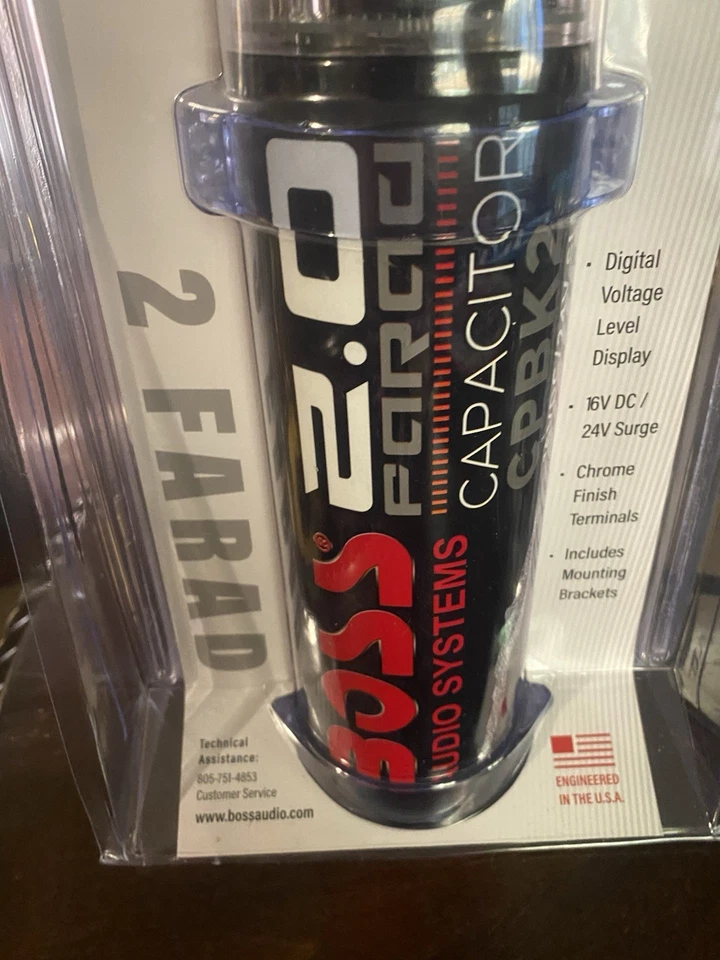 2 FARAD
2.0
FARAD
CAPACITOR
CPBK2
BOSS®
AUDIO SYSTEMS
· Digital
Voltage
Level
Display
· 16V DC /
24V Surge
· Chrome
Finish
Terminals
· Includes
Mounting
Brackets
Technical
Assistance:
805-751-4853
Customer Service
www.bossaudio.com
ENGINEERED
IN THE U.S.A.